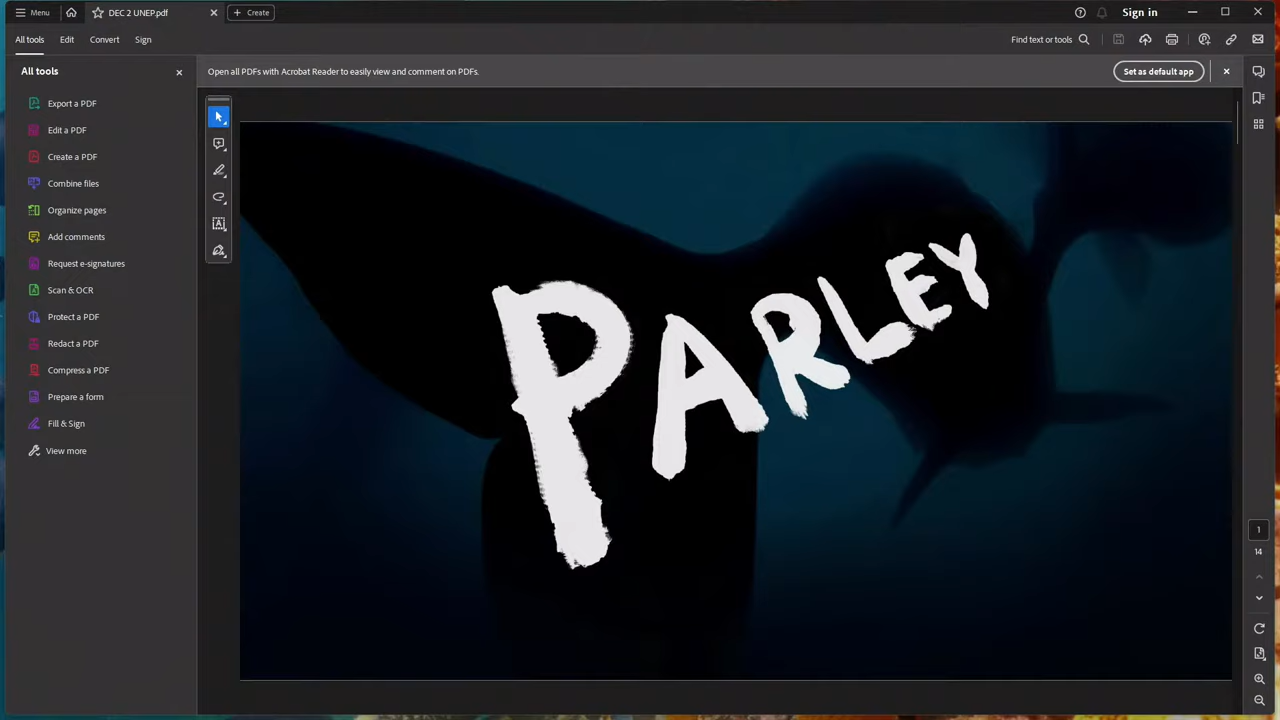 Menu
DEC 2 UNEP.pdf
Create
Sign in
All tools
Edit
Convert
Sign
Find text or tools
All tools
Open all PDFs with Acrobat Reader to easily view and comment on PDFs.
Set as default app
Export a PDF
Edit a PDF
Create a PDF
Combine files
Organize pages
Add comments
Request e-signatures
Scan & OCR
Protect a PDF
Redact a PDF
Compress a PDF
Prepare a form
Fill & Sign
View more
PARLEY
1
14